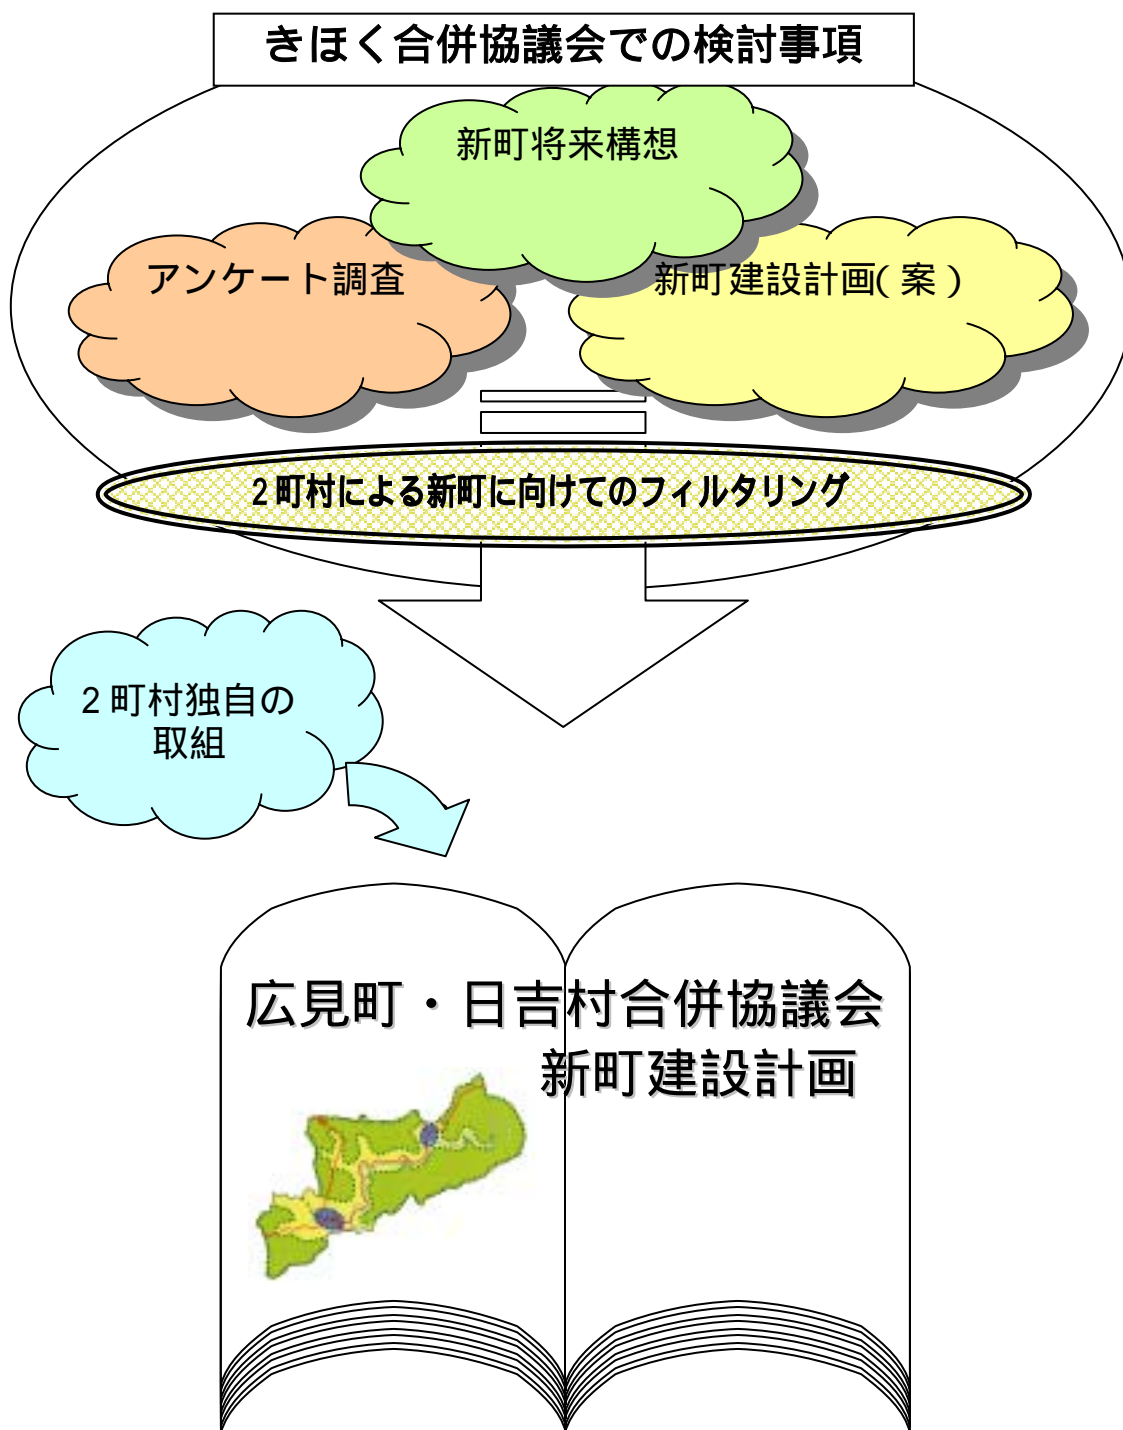 きほく合併協議会での検討事項
新町将来構想
アンケート調査
新町建設計画(案)
2町村による新町に向けてのフィルタリング
2町村独自の
取組
広見町・日吉村合併協議会
新町建設計画